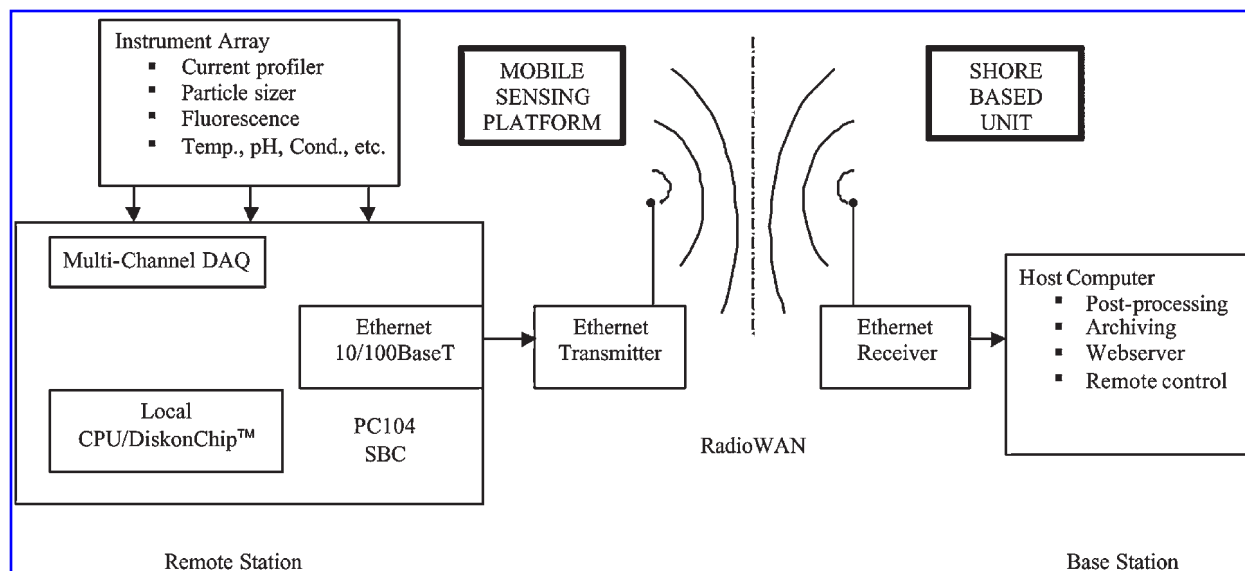 Instrument Array
▪ Current profiler
▪ Particle sizer
▪ Fluorescence
▪ Temp., pH, Cond., etc.
MOBILE
SENSING
PLATFORM
SHORE
BASED
UNIT
Multi-Channel DAQ
Ethernet
10/100BaseT
Local
CPU/DiskonChip™
PC104
SBC
Ethernet
Transmitter
RadioWAN
Ethernet
Receiver
Host Computer
▪ Post-processing
▪ Archiving
▪ Webserver
▪ Remote control
Remote Station
Base Station